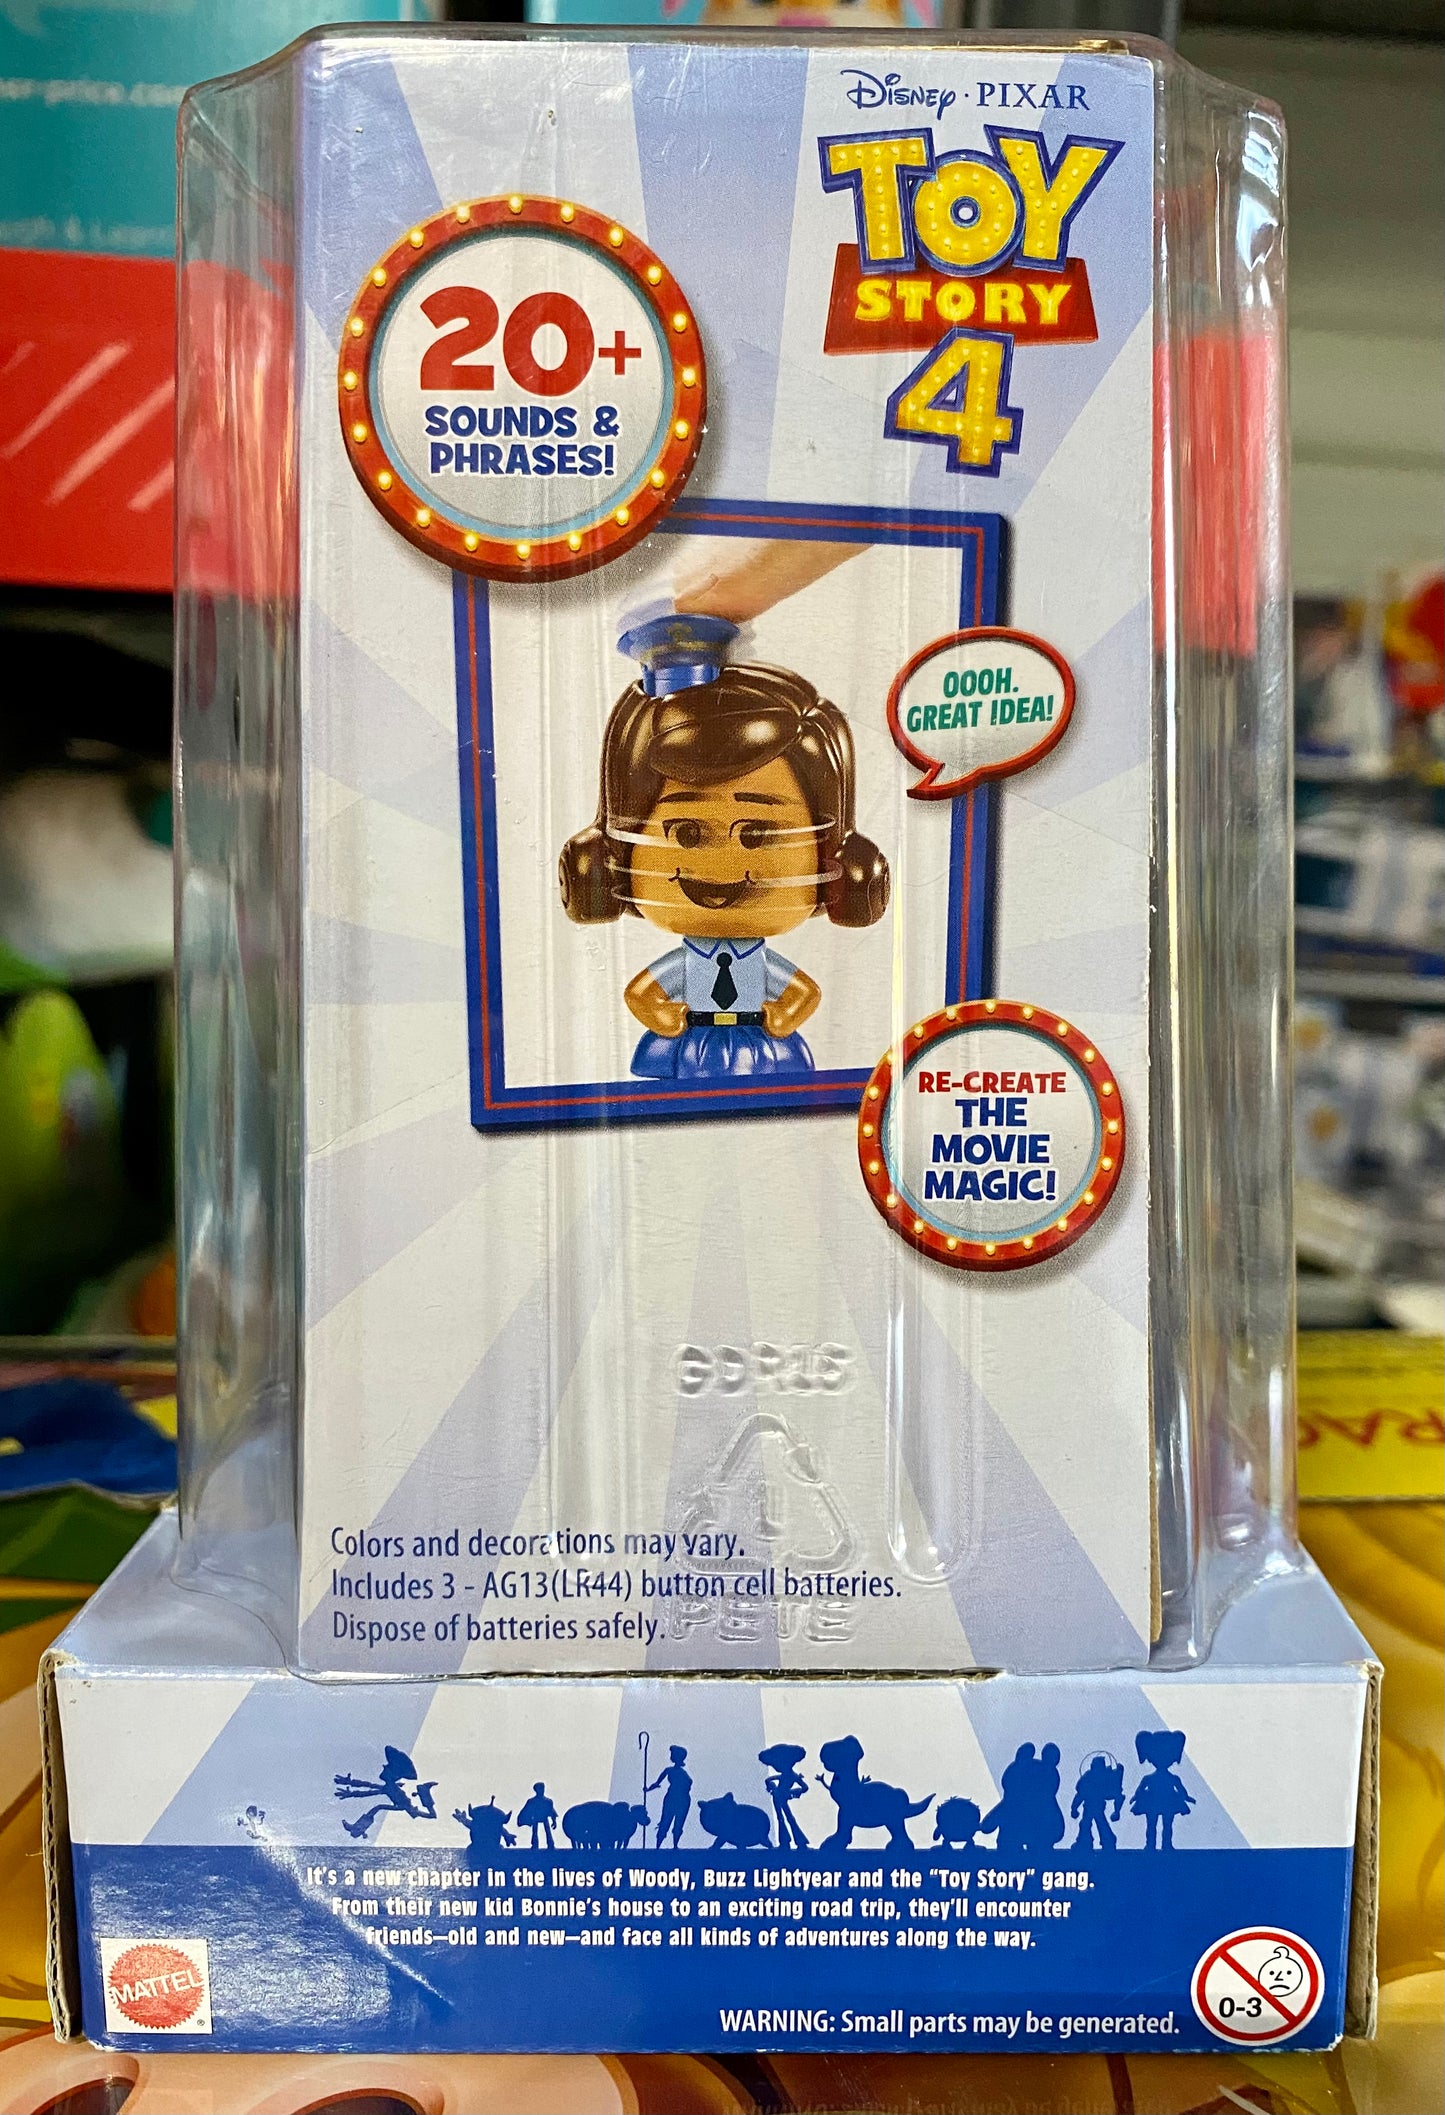 DISNEY · PIXAR
TOY
STORY
4
20+
SOUNDS &
PHRASES!
OOOH.
GREAT IDEA!
RE-CREATE
THE
MOVIE
MAGIC!
1
PETE
Colors and decorations may vary.
Includes 3 - AG13(LR44) button cell batteries.
Dispose of batteries safely.
It's a new chapter in the lives of Woody, Buzz Lightyear and the “Toy Story” gang.
From their new kid Bonnie's house to an exciting road trip, they'll encounter
friends—old and new—and face all kinds of adventures along the way.
MATTEL
®
WARNING: Small parts may be generated.
0-3